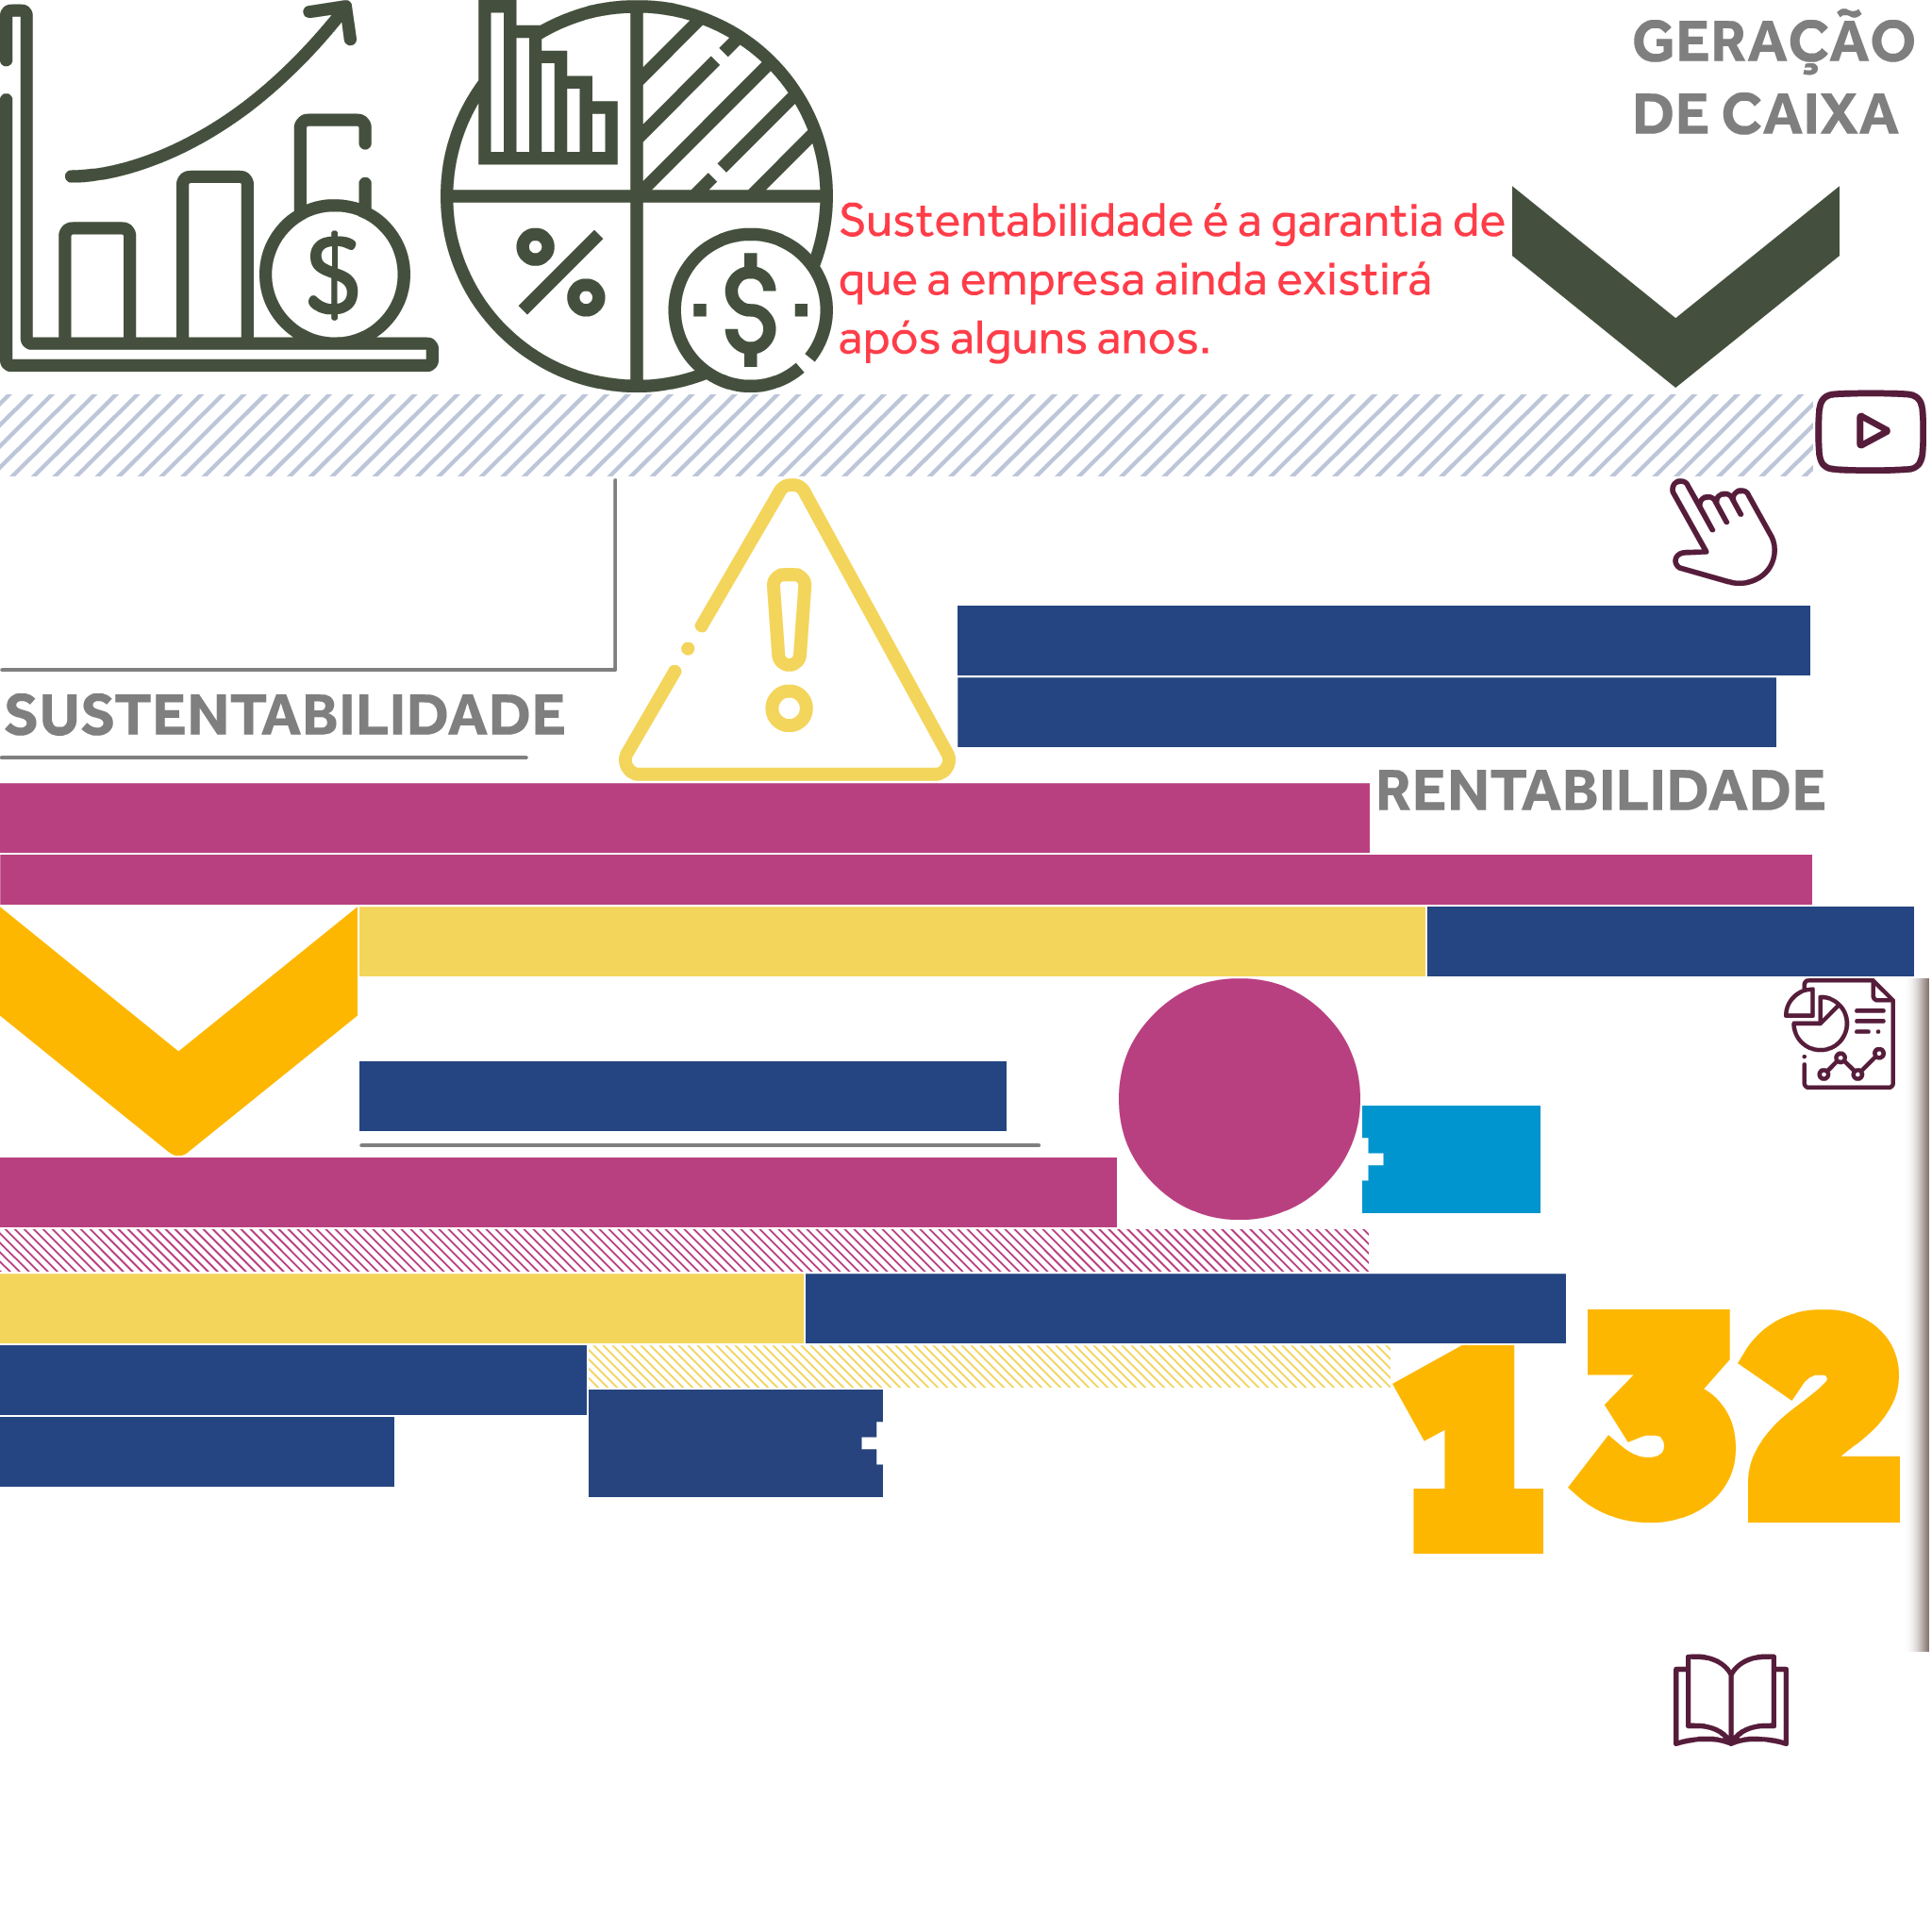 GERAÇÃO
DE CAIXA
Sustentabilidade é a garantia de
que a empresa ainda existirá
após alguns anos.
SUSTENTABILIDADE
RENTABILIDADE
132